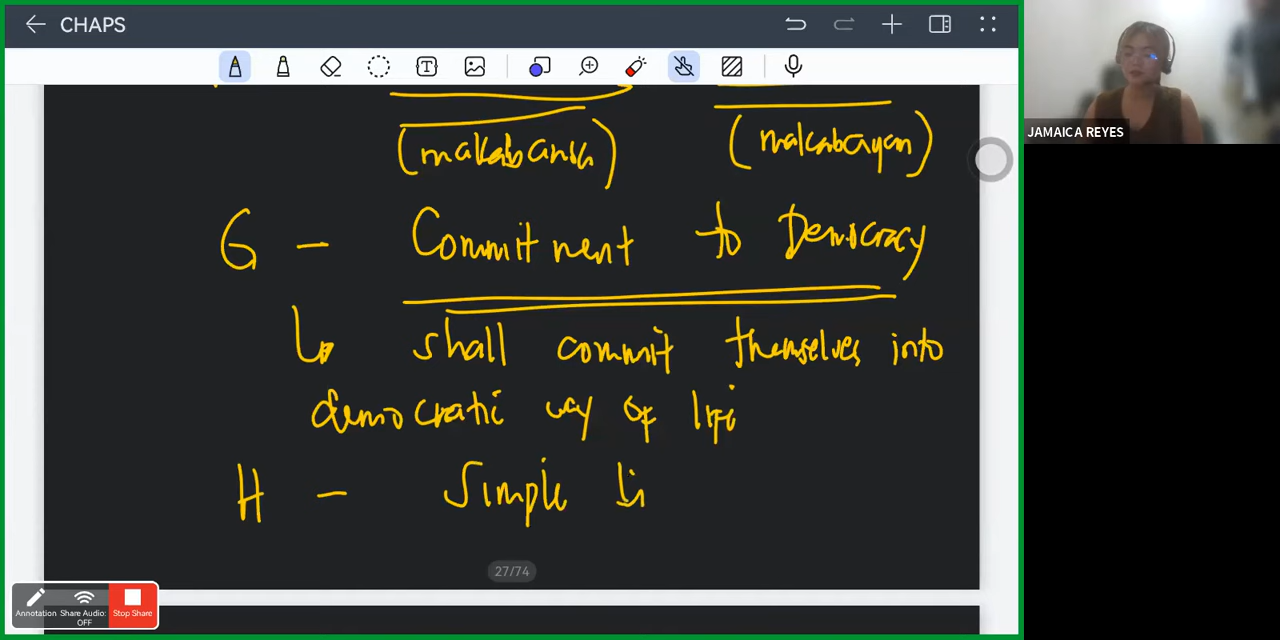 CHAPS
(makabansa) (makabayan)
JAMAICA REYES
G - Commitment to Democracy
↳ shall commit themselves into
democratic way of life
H - Simple li
27/74
Annotation Share Audio: OFF Stop Share